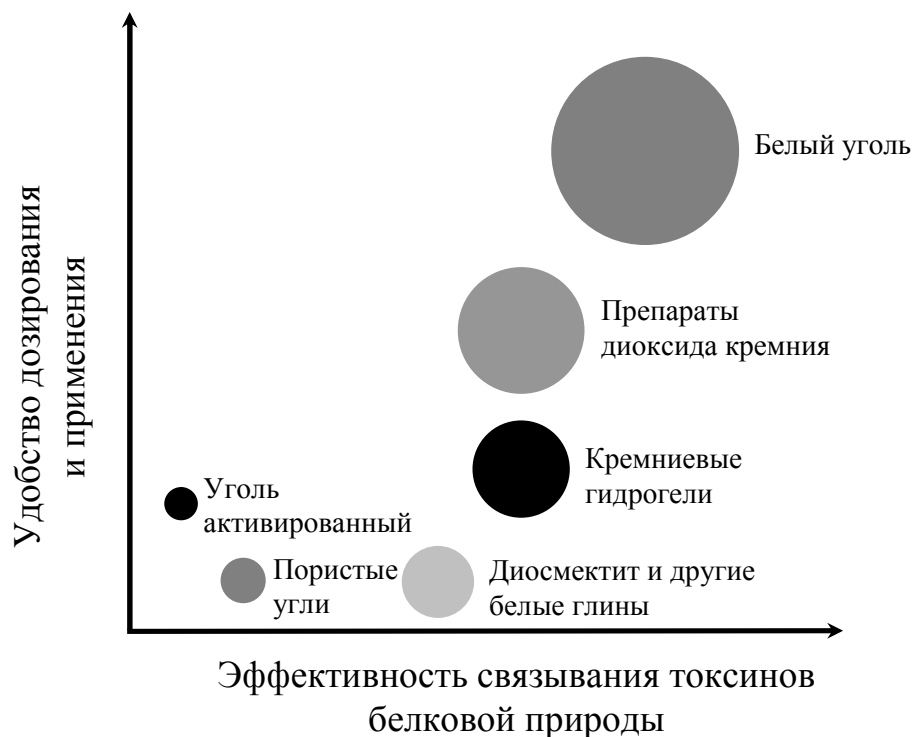 Белый уголь
Препараты
диоксида кремния
Кремниевые
гидрогели
Уголь
активированный
Пористые
угли
Диосмектит и другие
белые глины
Удобство дозирования
и применения
Эффективность связывания токсинов
белковой природы